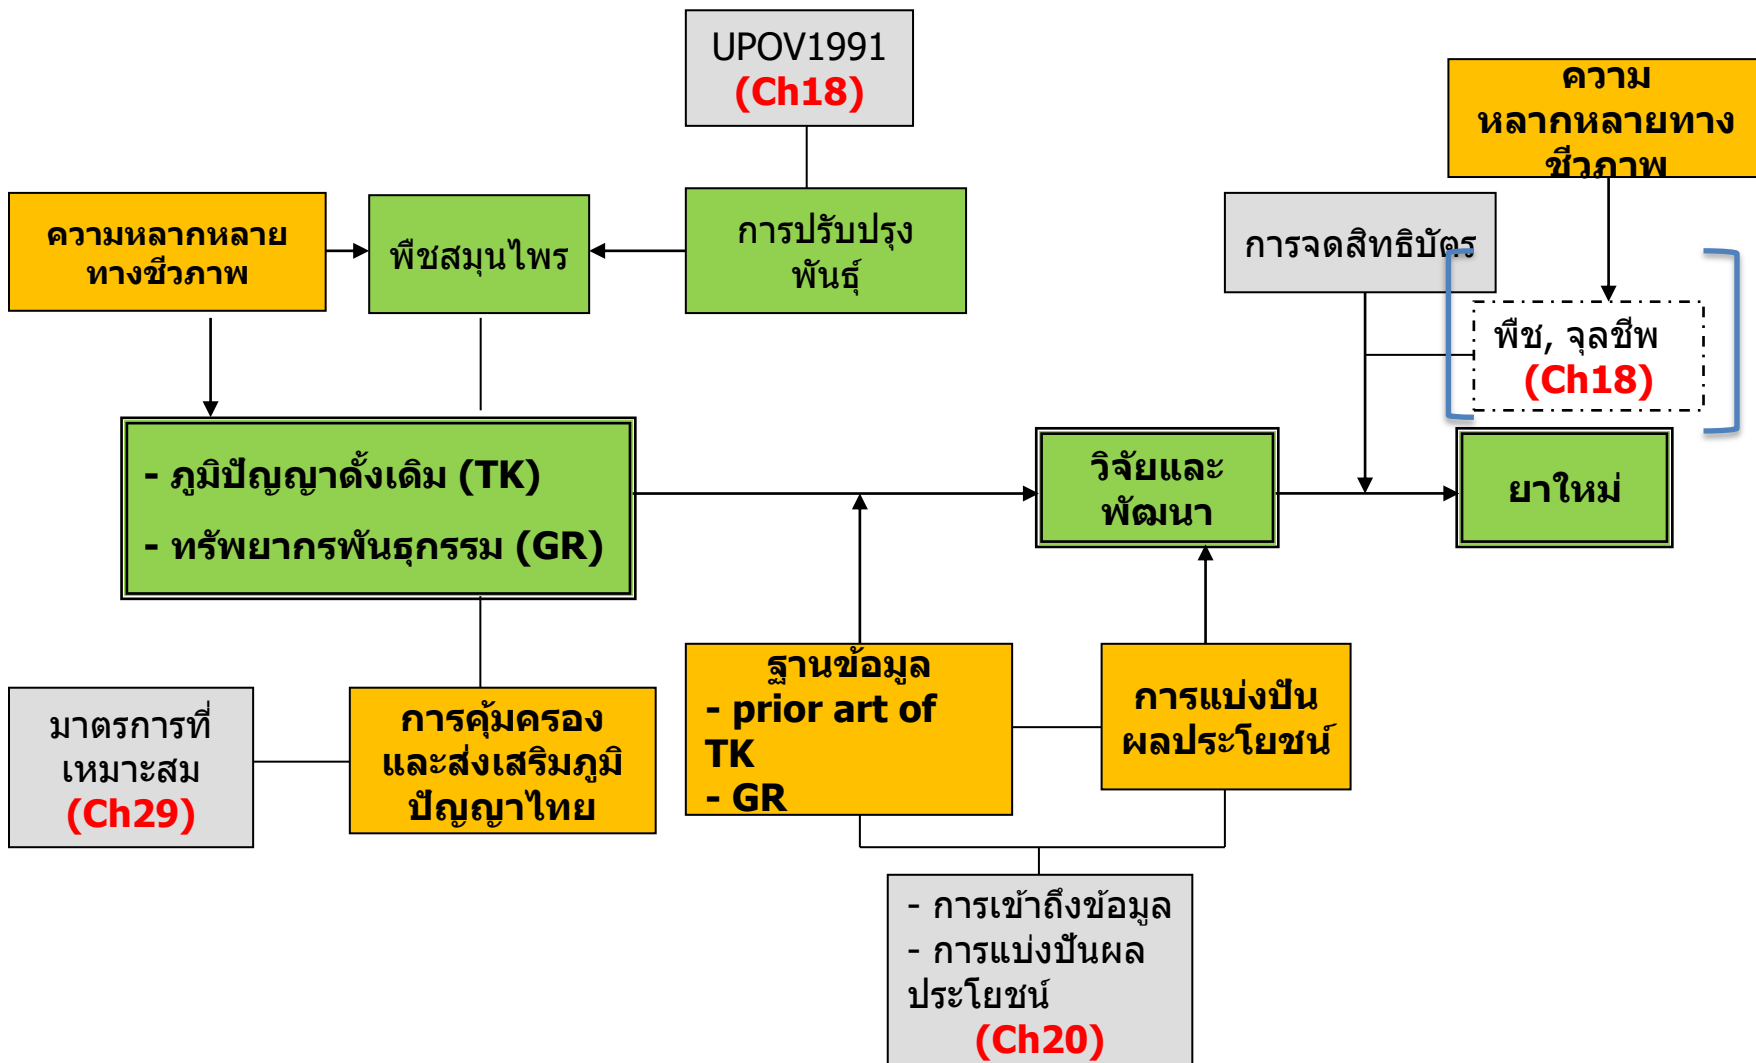 UPOV1991
(Ch18)
ความ
หลากหลายทาง
ชีวภาพ
ความหลากหลาย
ทางชีวภาพ
พืชสมุนไพร
การปรับปรุง
พันธุ์
การจดสิทธิบัตร
พืช, จุลชีพ
(Ch18)
- ภูมิปัญญาดั้งเดิม (TK)
- ทรัพยากรพันธุกรรม (GR)
วิจัยและ
พัฒนา
ยาใหม่
มาตรการที่
เหมาะสม
(Ch29)
การคุ้มครอง
และส่งเสริมภูมิ
ปัญญาไทย
ฐานข้อมูล
- prior art of
TK
- GR
การแบ่งปัน
ผลประโยชน์
- การเข้าถึงข้อมูล
- การแบ่งปันผล
ประโยชน์
(Ch20)